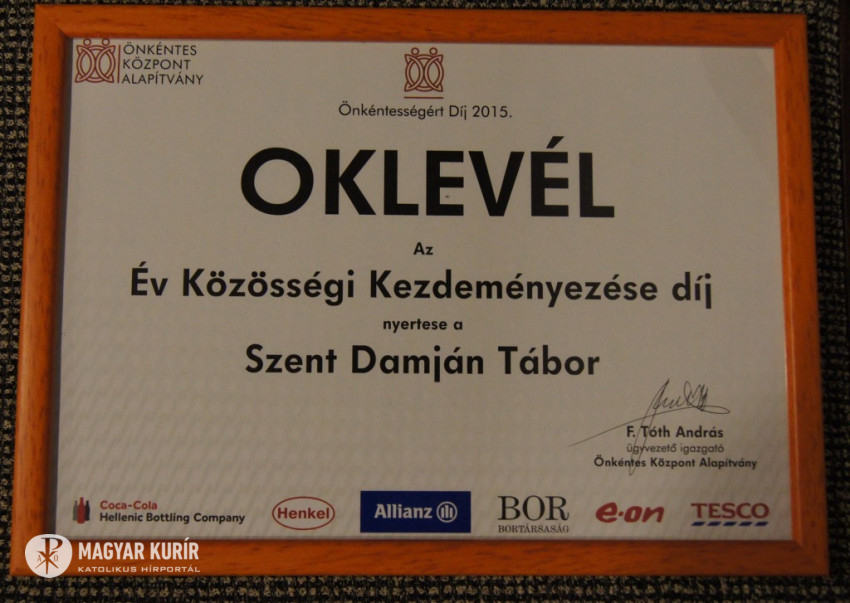 ÖNKÉNTES
KÖZPONT
ALAPÍTVÁNY
Önkéntességért Díj 2015.
OKLEVÉL
Az
Év Közösségi Kezdeményezése díj
nyertese a
Szent Damján Tábor
F. Tóth András
ügyvezető igazgató
Önkéntes Központ Alapítvány
Coca-Cola
Hellenic Bottling Company
Henkel
Allianz
BOR
BORTÁRSASÁG
e·on
TESCO
MAGYAR KURÍR
KATOLIKUS HÍRPORTÁL